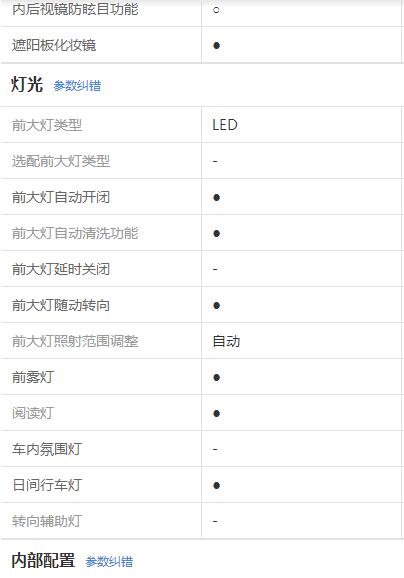 内后视镜防眩目功能 ○
遮阳板化妆镜 ●
灯光 参数纠错
前大灯类型 LED
选配前大灯类型 -
前大灯自动开闭 ●
前大灯自动清洗功能 ●
前大灯延时关闭 -
前大灯随动转向 ●
前大灯照射范围调整 自动
前雾灯 ●
阅读灯 ●
车内氛围灯 -
日间行车灯 ●
转向辅助灯 -
内部配置 参数纠错